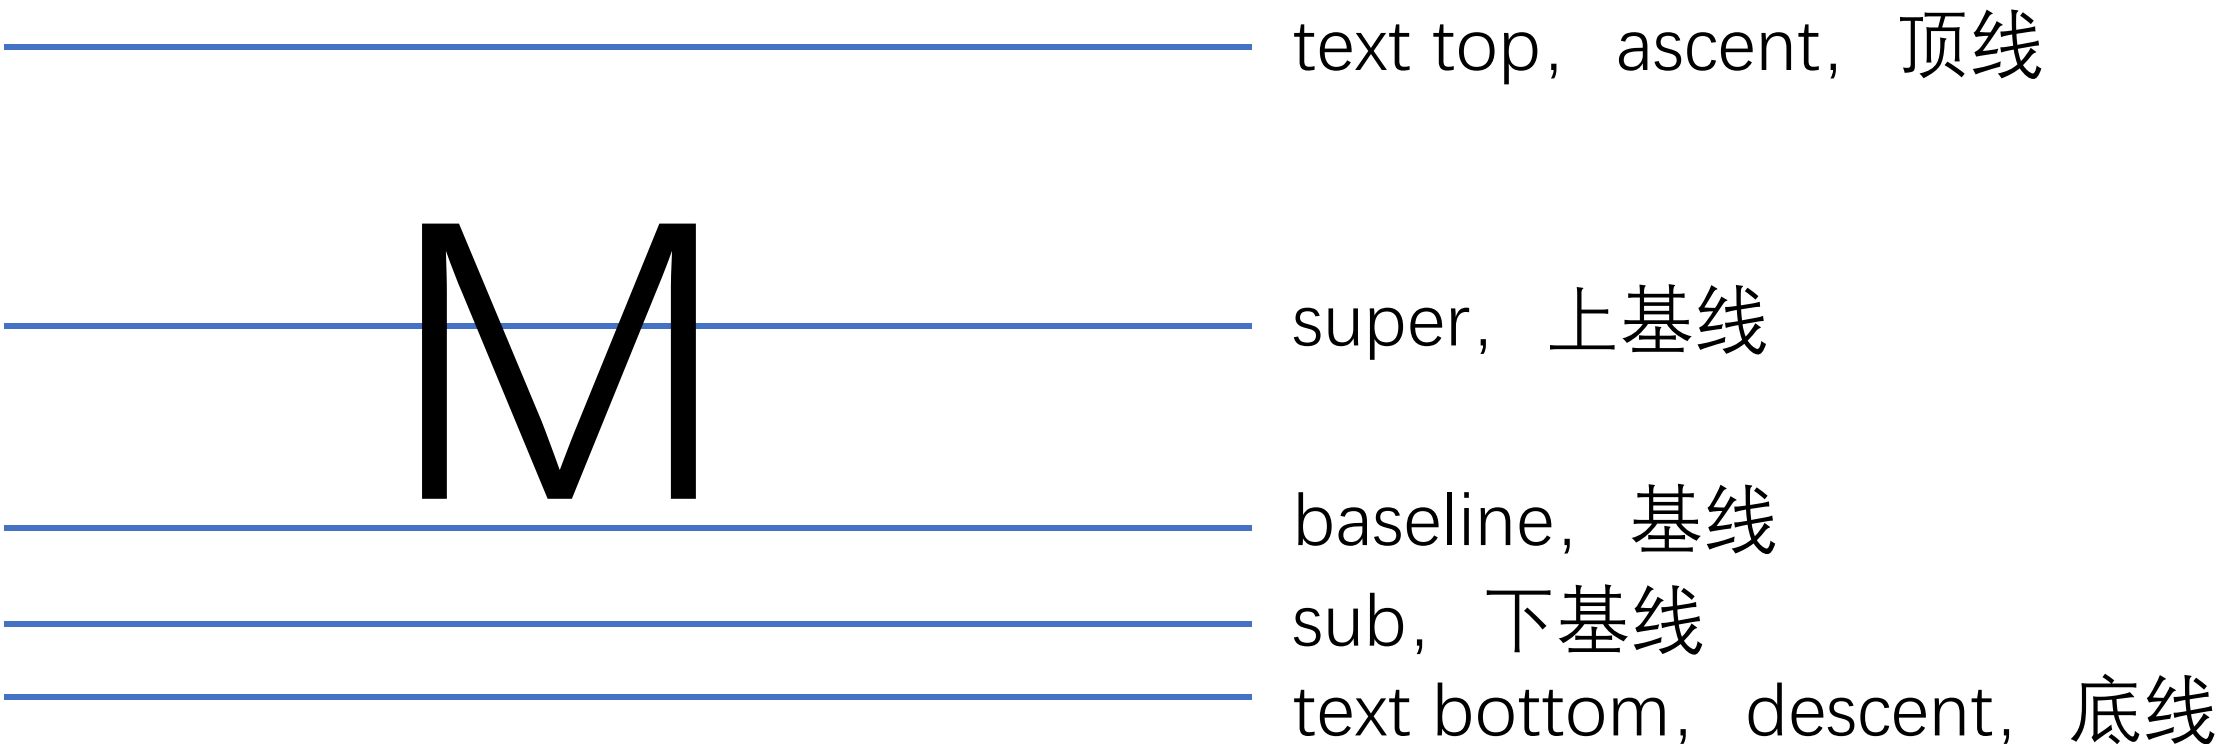 text top，ascent，顶线
M
super，上基线
baseline，基线
sub，下基线
text bottom，descent，底线